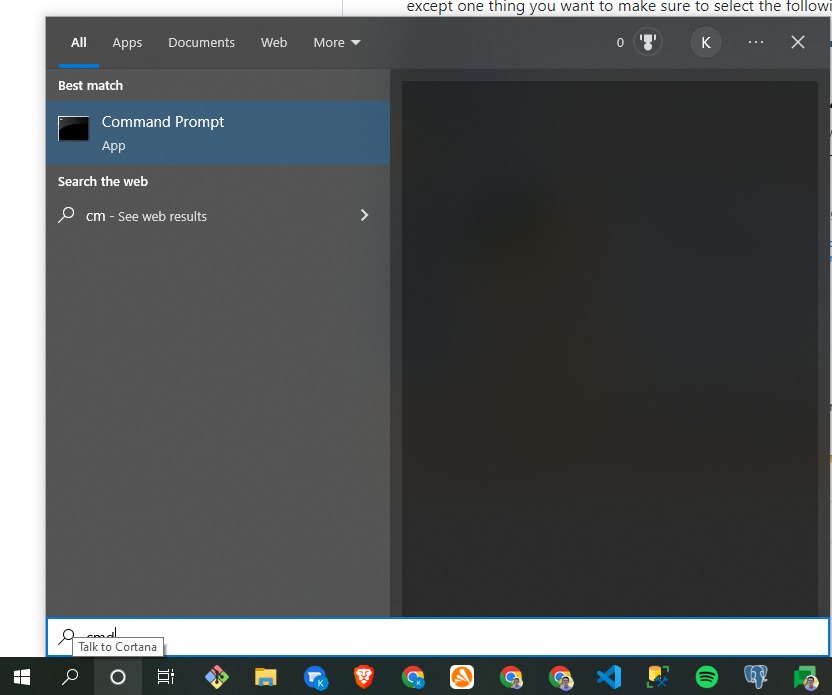 except one thing you want to make sure to select the followi
All Apps Documents Web More 0 K
Best match
Command Prompt
App
Search the web
cm - See web results
cmd
Talk to Cortana